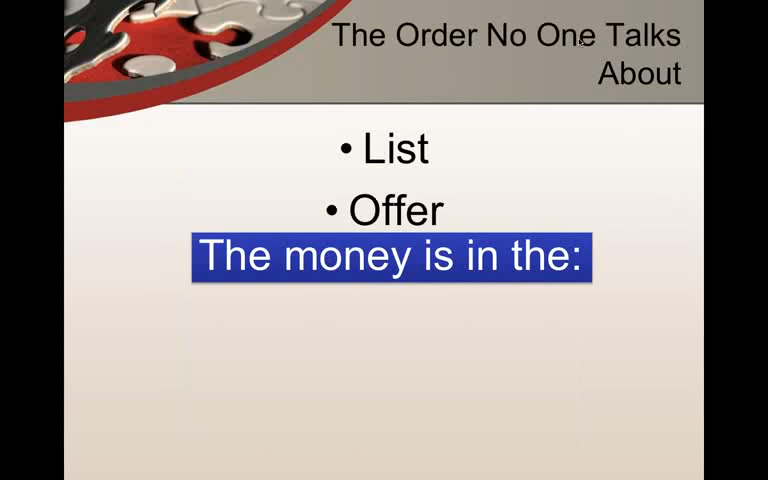 The Order No One Talks
About
• List
• Offer
The money is in the: